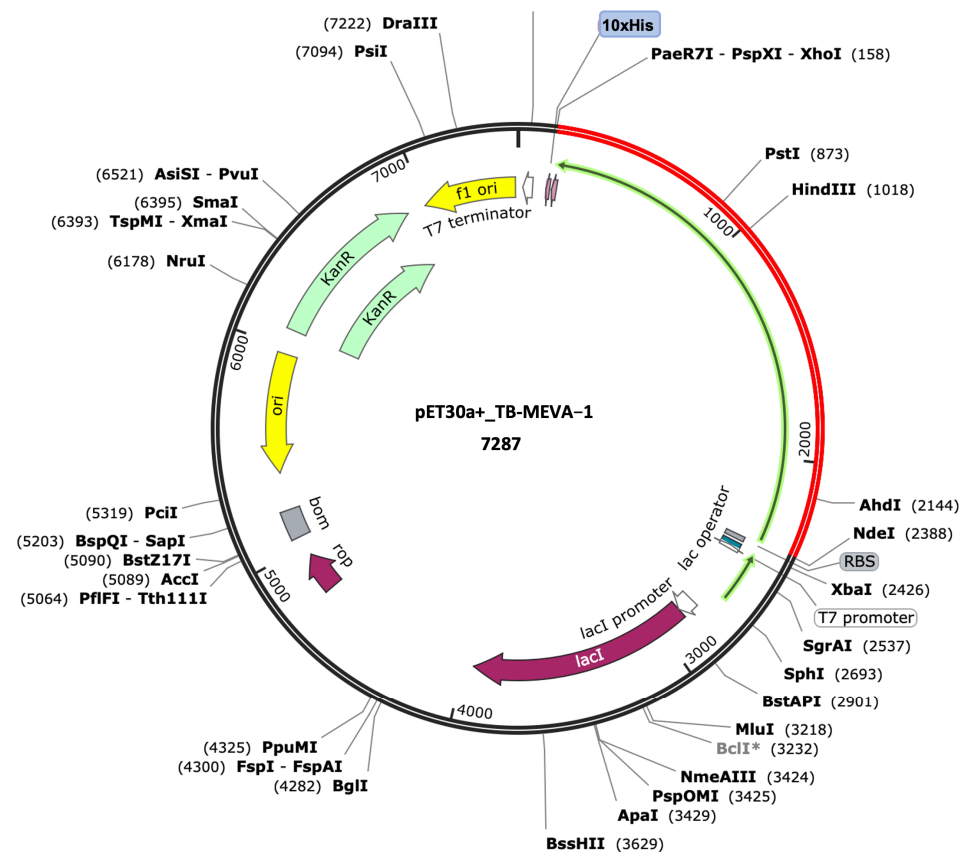 10xHis
PaeR7I - PspXI - XhoI (158)
PstI (873)
HindIII (1018)
AhdI (2144)
NdeI (2388)
RBS
XbaI (2426)
T7 promoter
SgrAI (2537)
SphI (2693)
BstAPI (2901)
MluI (3218)
BclI* (3232)
NmeAIII (3424)
PspOMI (3425)
ApaI (3429)
BssHII (3629)
(4282) BglI
(4300) FspI - FspAI
(4325) PpuMI
(5064) PflFI - Tth111I
(5089) AccI
(5090) BstZ17I
(5203) BspQI - SapI
(5319) PciI
(6178) NruI
(6393) TspMI - XmaI
(6395) SmaI
(6521) AsiSI - PvuI
(7094) PsiI
(7222) DraIII
1000
2000
3000
4000
5000
6000
7000
f1 ori
T7 terminator
KanR
KanR
ori
bom
rop
lacI
lacI promoter
lac operator
pET30a+_TB-MEVA−1
7287